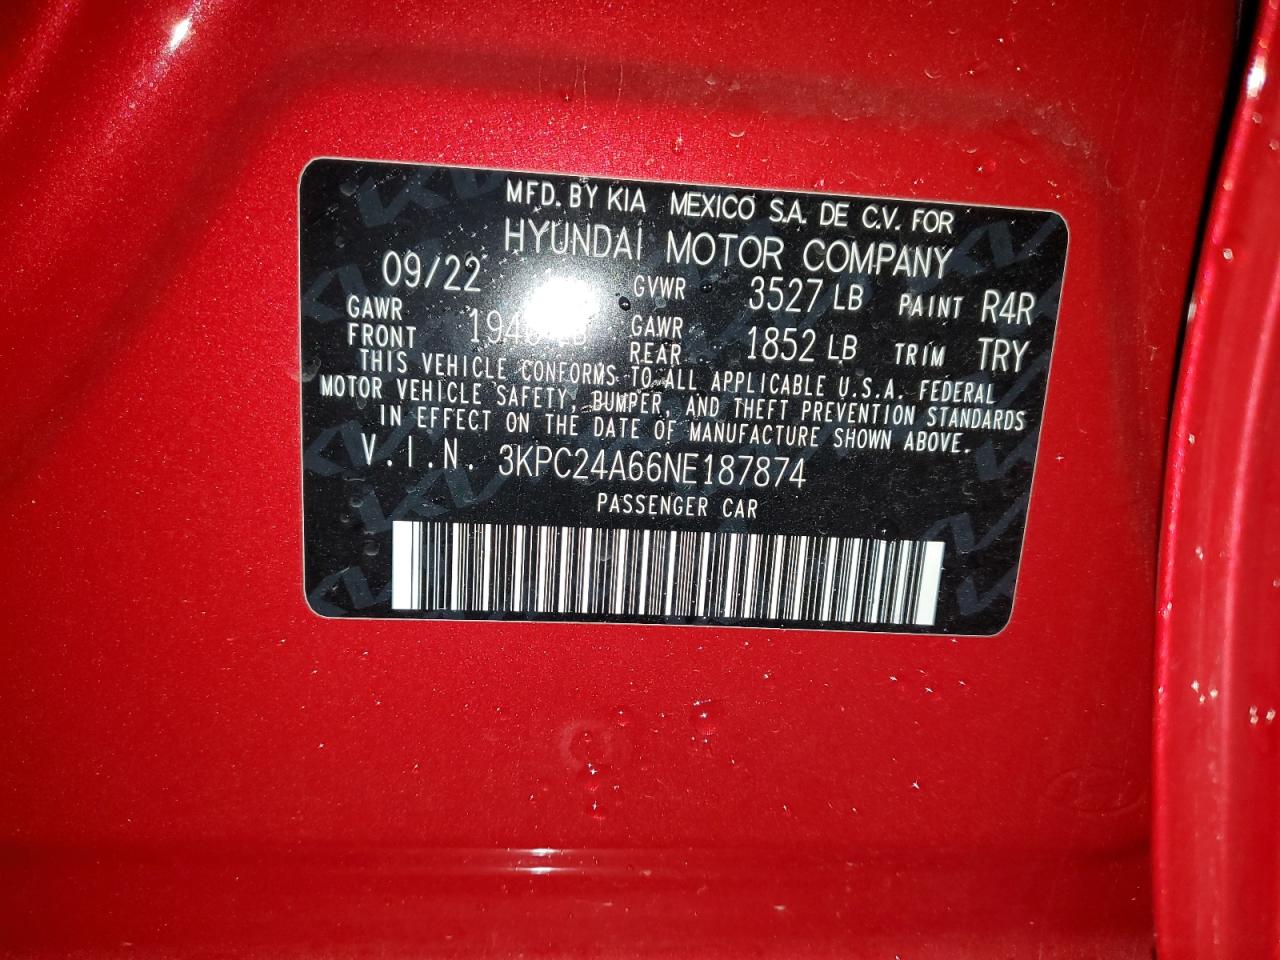 MFD. BY KIA MEXICO S.A. DE C.V. FOR
HYUNDAI MOTOR COMPANY
09/22 GVWR 3527 LB PAINT R4R
GAWR FRONT LB GAWR REAR 1852 LB TRIM TRY
THIS VEHICLE CONFORMS TO ALL APPLICABLE U.S.A. FEDERAL
MOTOR VEHICLE SAFETY, BUMPER, AND THEFT PREVENTION STANDARDS
IN EFFECT ON THE DATE OF MANUFACTURE SHOWN ABOVE.
V.I.N. 3KPC24A66NE187874
PASSENGER CAR